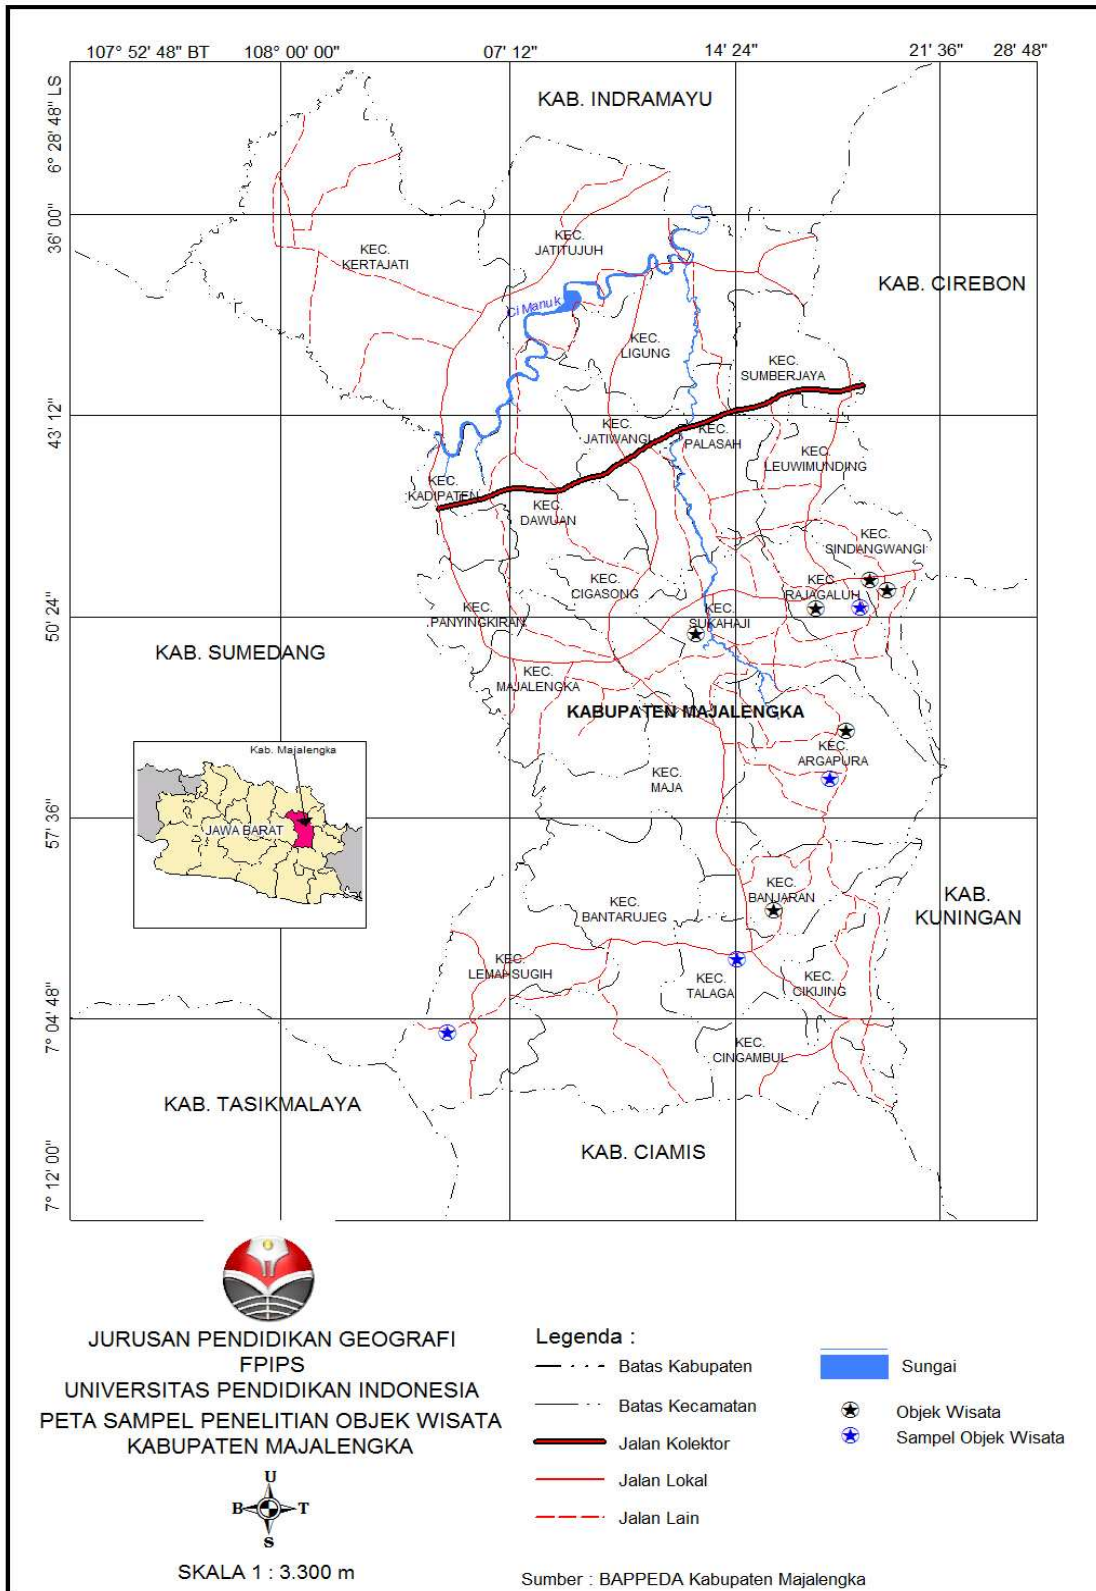 107° 52' 48" BT
108° 00' 00"
07' 12"
14' 24"
21' 36"
28' 48"
6° 28' 48" LS
36' 00"
43' 12"
50' 24"
57' 36"
7° 04' 48"
7° 12' 00"
KAB. INDRAMAYU
KEC.
JATITUJUH
KEC.
KERTAJATI
KAB. CIREBON
Ci Manuk
KEC.
LIGUNG
KEC.
SUMBERJAYA
KEC.
JATIWANGI
KEC.
PALASAH
KEC.
LEUWIMUNDING
KEC.
KADIPATEN
KEC.
DAWUAN
KEC.
SINDANGWANGI
KEC.
CIGASONG
KEC.
RAJAGALUH
KEC.
PANYINGKIRAN
KEC.
SUKAHAJI
KAB. SUMEDANG
KEC.
MAJALENGKA
KABUPATEN MAJALENGKA
KEC.
ARGAPURA
KEC.
MAJA
Kab. Majalengka
JAWA BARAT
KEC.
BANJARAN
KEC.
BANTARUJEG
KAB.
KUNINGAN
KEC.
LEMAHSUGIH
KEC.
TALAGA
KEC.
CIKIJING
KEC.
CINGAMBUL
KAB. TASIKMALAYA
KAB. CIAMIS
JURUSAN PENDIDIKAN GEOGRAFI
FPIPS
UNIVERSITAS PENDIDIKAN INDONESIA
PETA SAMPEL PENELITIAN OBJEK WISATA
KABUPATEN MAJALENGKA
U
B T
S
SKALA 1 : 3.300 m
Legenda :
Batas Kabupaten
Batas Kecamatan
Jalan Kolektor
Jalan Lokal
Jalan Lain
Sungai
Objek Wisata
Sampel Objek Wisata
Sumber : BAPPEDA Kabupaten Majalengka